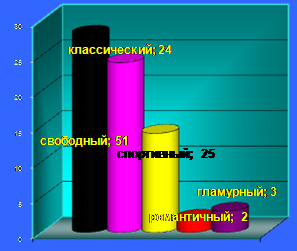 30
25
20
15
10
5
0
классический; 24
свободный; 51
спортивный; 25
гламурный; 3
романтичный; 2